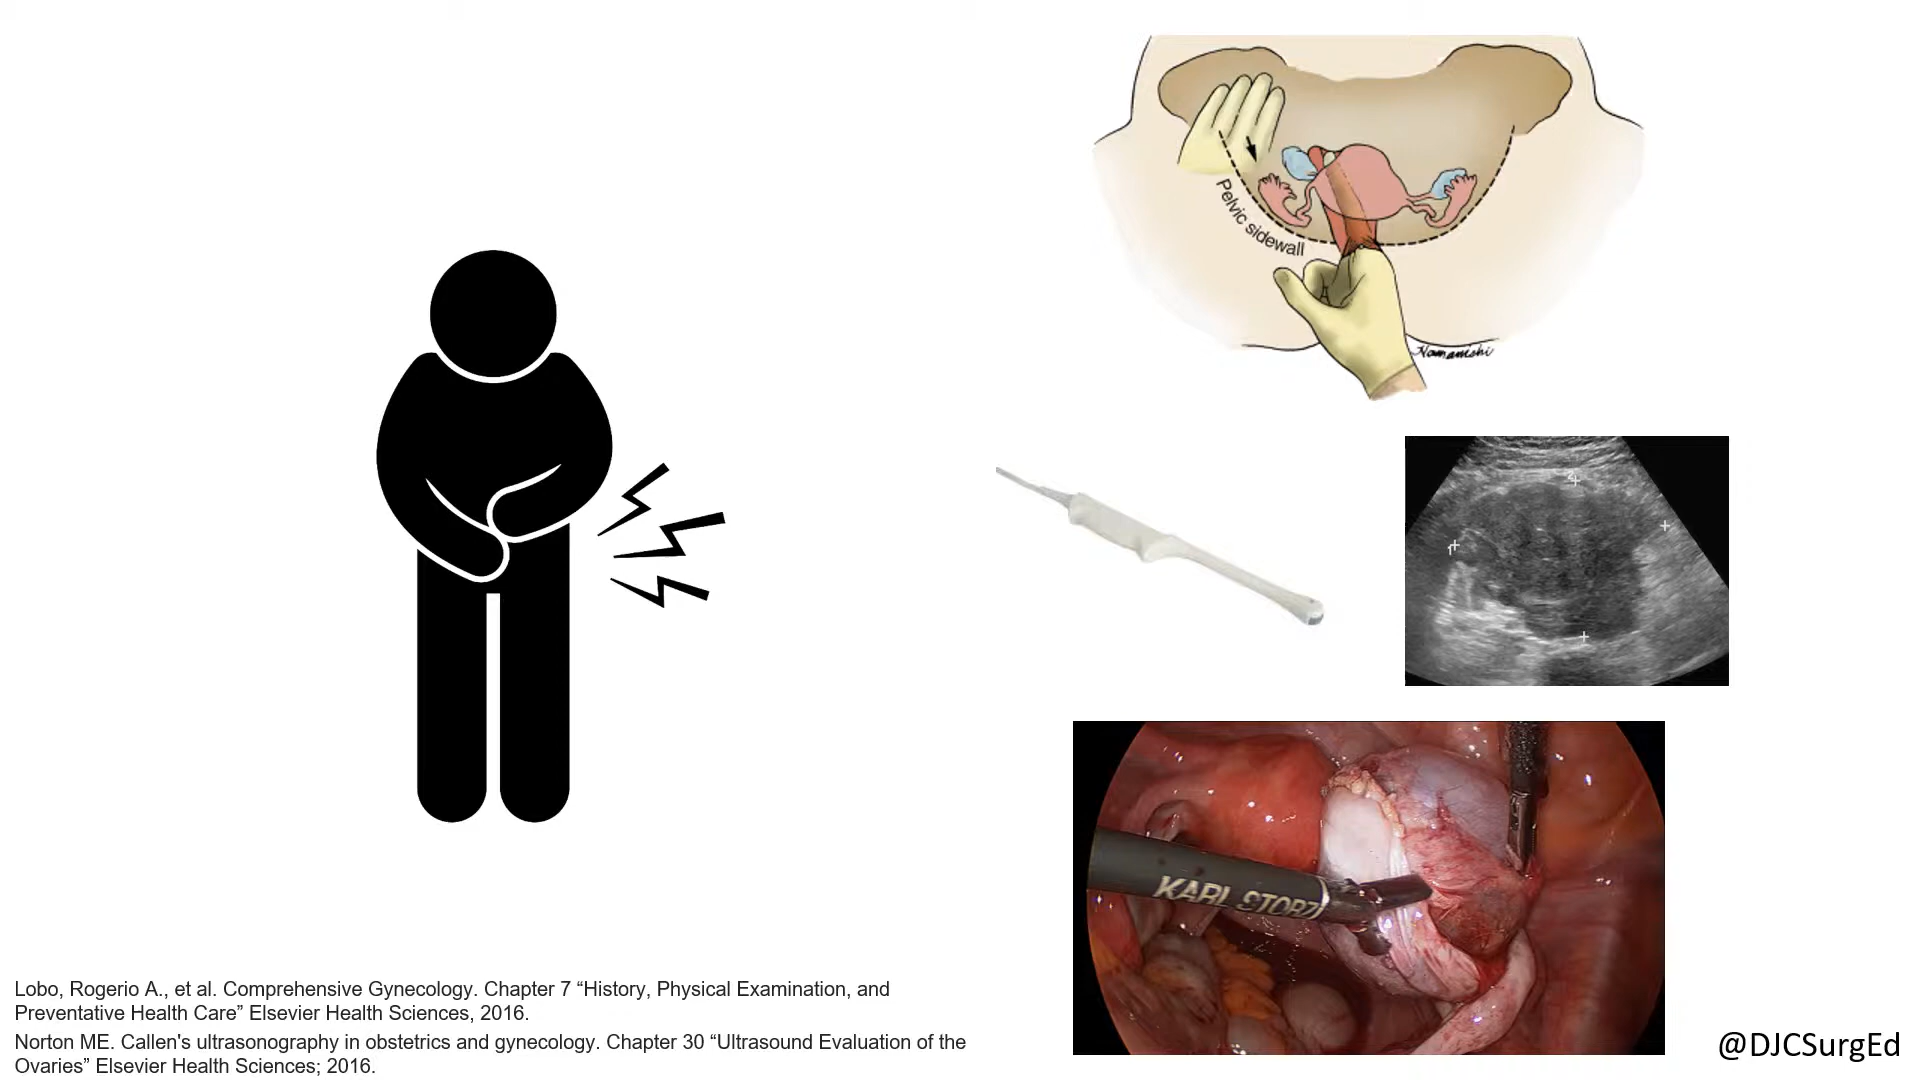 Pelvic sidewall
Hamamishi
KARL STORZ
Lobo, Rogerio A., et al. Comprehensive Gynecology. Chapter 7 “History, Physical Examination, and
Preventative Health Care” Elsevier Health Sciences, 2016.
Norton ME. Callen's ultrasonography in obstetrics and gynecology. Chapter 30 “Ultrasound Evaluation of the
Ovaries” Elsevier Health Sciences; 2016.
@DJCSurgEd